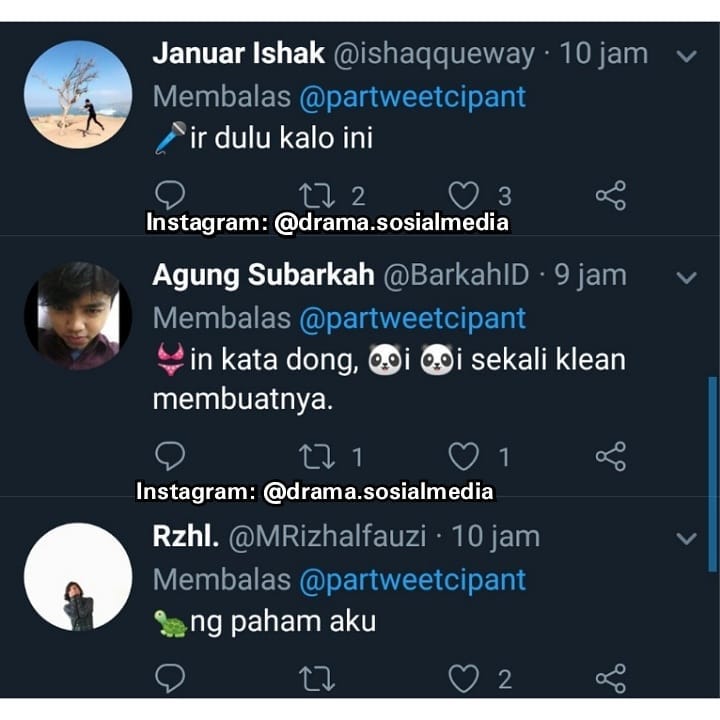 Januar Ishak @ishaqqueway · 10 jam
Membalas @partweetcipant
🎤ir dulu kalo ini
2 3
Instagram: @drama.sosialmedia
Agung Subarkah @BarkahID · 9 jam
Membalas @partweetcipant
👙in kata dong, 🐼i 🐼i sekali klean
membuatnya.
1 1
Instagram: @drama.sosialmedia
Rzhl. @MRizhalfauzi · 10 jam
Membalas @partweetcipant
🐢ng paham aku
2